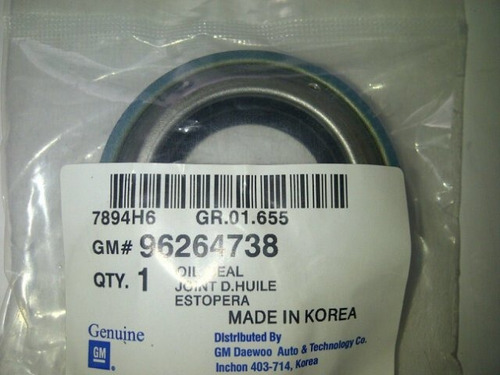 7894H6 GR.01.655
GM# 96264738
QTY. 1 OIL SEAL
JOINT D.HUILE
ESTOPERA
MADE IN KOREA
Genuine
GM
Distributed By
GM Daewoo Auto & Technology Co.
Inchon 403-714, Korea